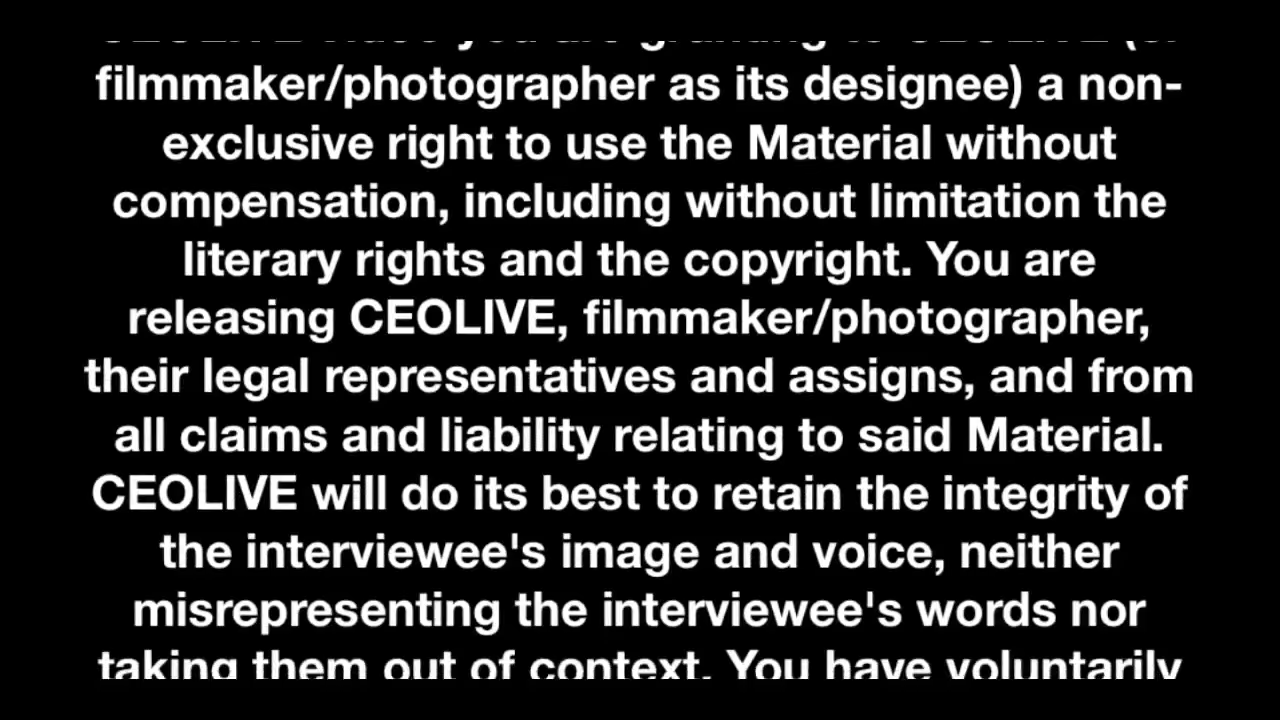 filmmaker/photographer as its designee) a non-
exclusive right to use the Material without
compensation, including without limitation the
literary rights and the copyright. You are
releasing CEOLIVE, filmmaker/photographer,
their legal representatives and assigns, and from
all claims and liability relating to said Material.
CEOLIVE will do its best to retain the integrity of
the interviewee's image and voice, neither
misrepresenting the interviewee's words nor
taking them out of context. You have voluntarily